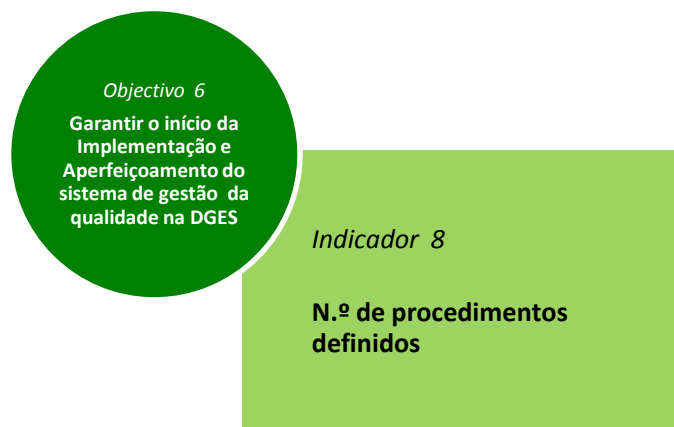 Objectivo 6
Garantir o início da
Implementação e
Aperfeiçoamento do
sistema de gestão da
qualidade na DGES
Indicador 8
N.º de procedimentos
definidos